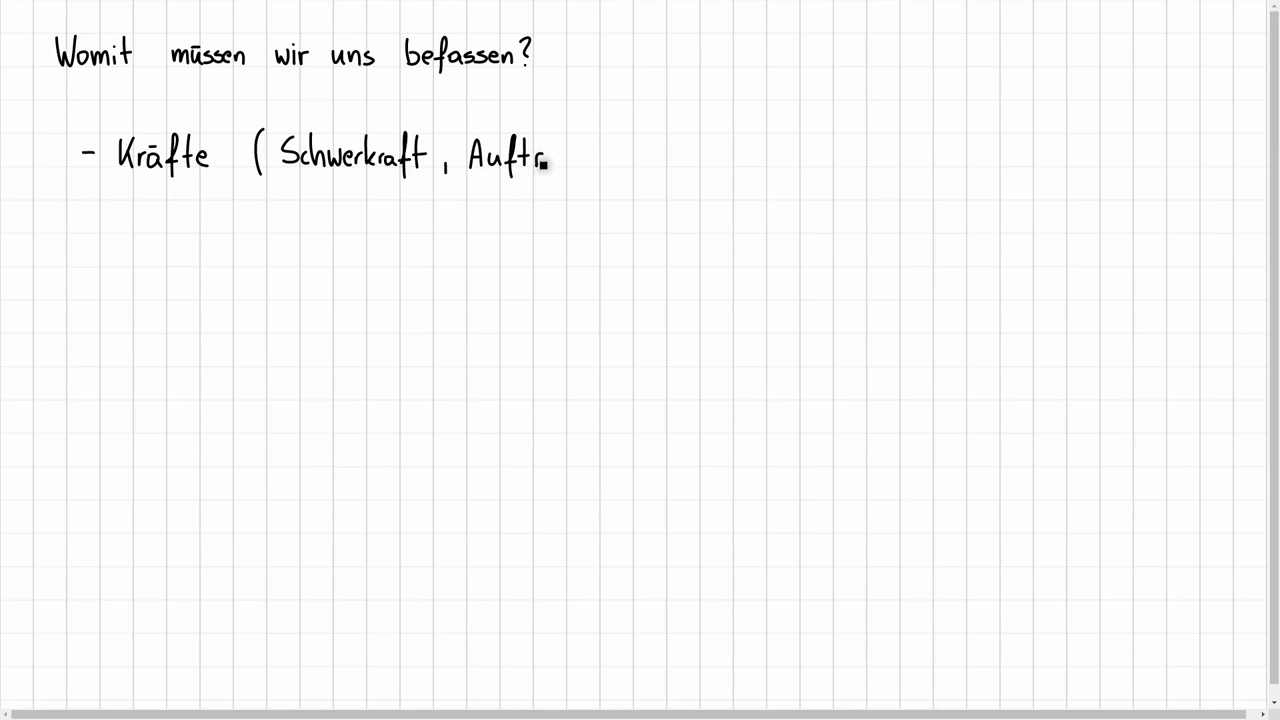 Womit müssen wir uns befassen?
- Kräfte ( Schwerkraft , Auftr